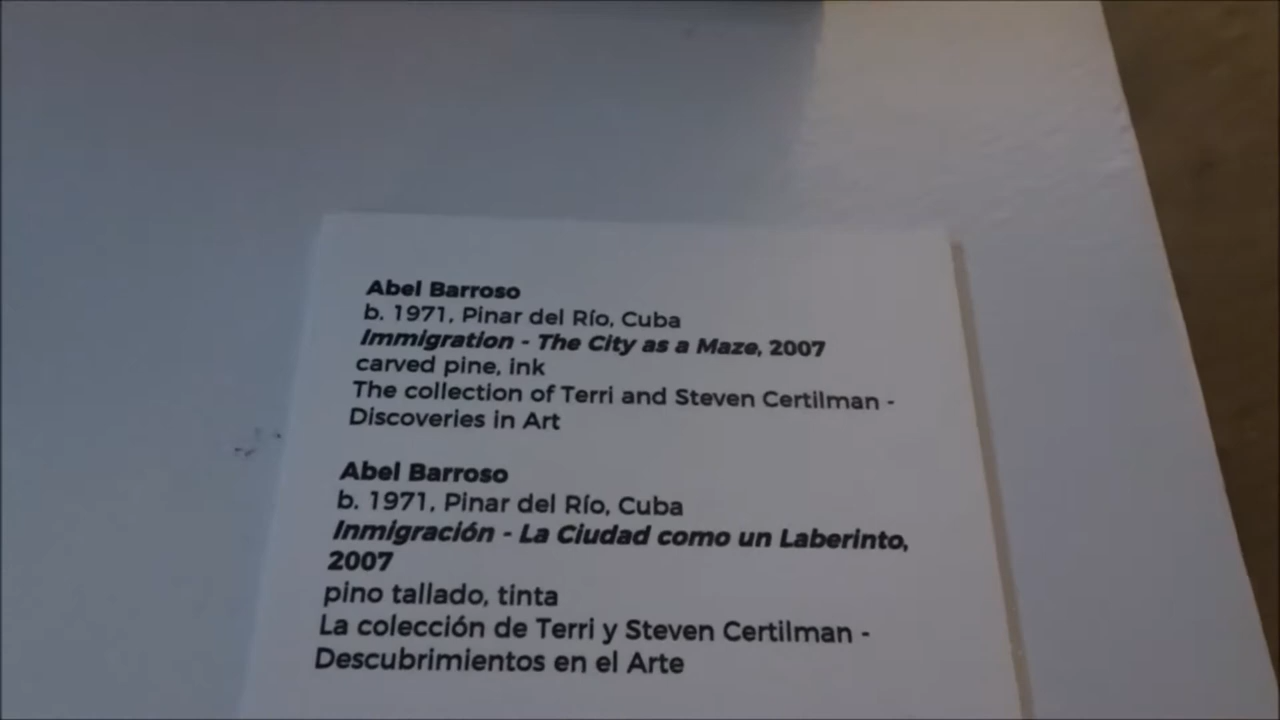 Abel Barroso
b. 1971, Pinar del Río, Cuba
Immigration - The City as a Maze, 2007
carved pine, ink
The collection of Terri and Steven Certilman -
Discoveries in Art
Abel Barroso
b. 1971, Pinar del Río, Cuba
Inmigración - La Ciudad como un Laberinto,
2007
pino tallado, tinta
La colección de Terri y Steven Certilman -
Descubrimientos en el Arte